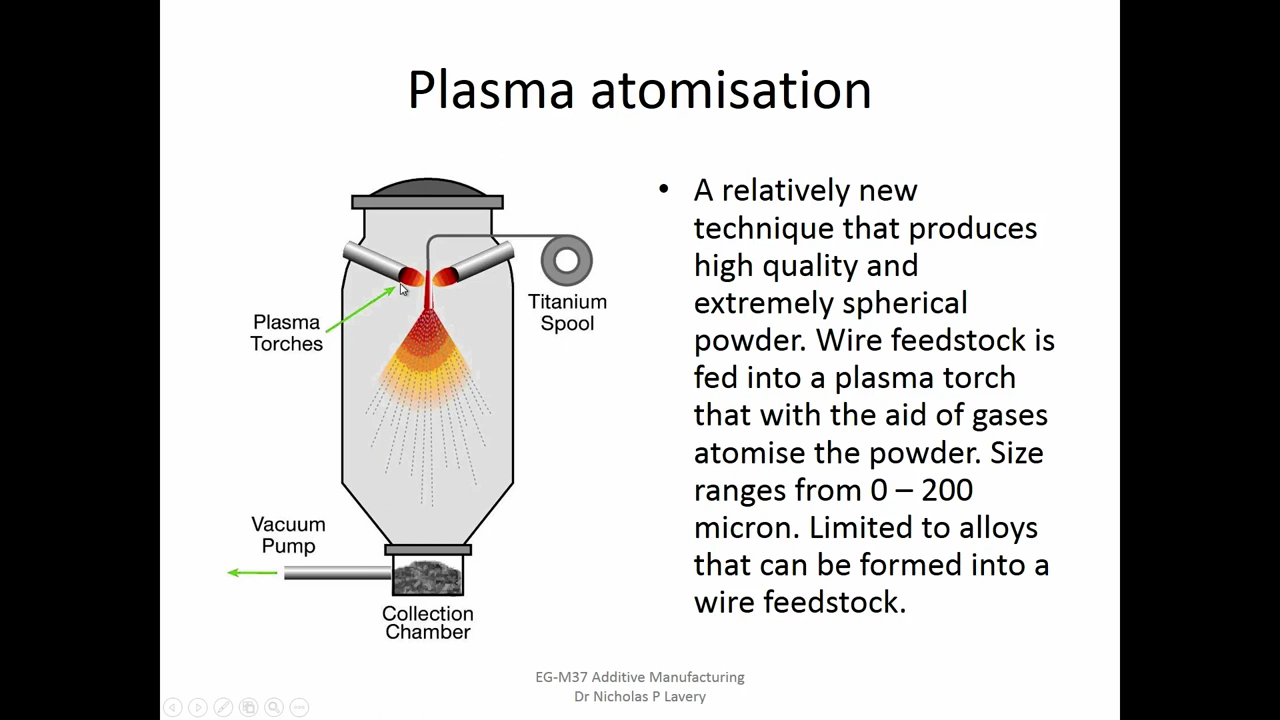 Plasma atomisation
• A relatively new
technique that produces
high quality and
extremely spherical
powder. Wire feedstock is
fed into a plasma torch
that with the aid of gases
atomise the powder. Size
ranges from 0 – 200
micron. Limited to alloys
that can be formed into a
wire feedstock.
Titanium
Spool
Plasma
Torches
Vacuum
Pump
Collection
Chamber
EG-M37 Additive Manufacturing
Dr Nicholas P Lavery